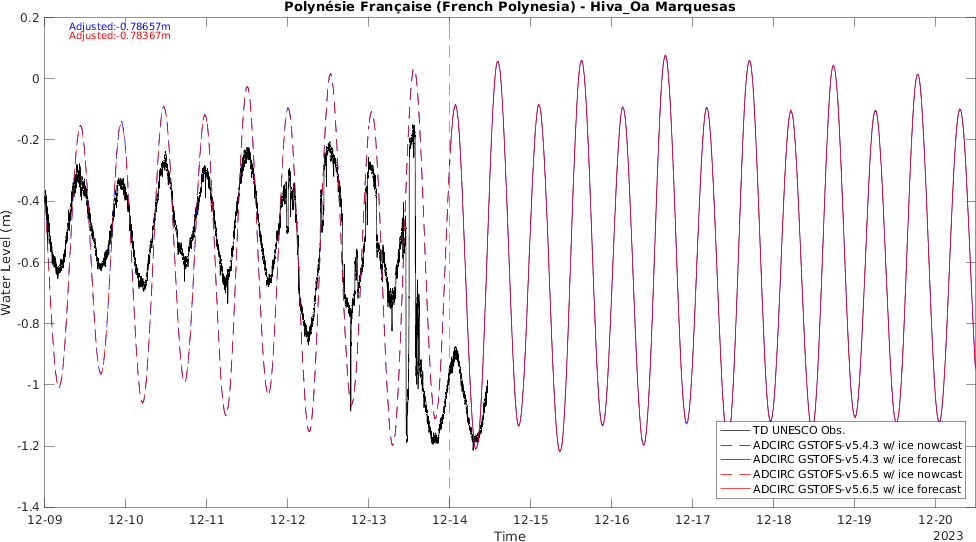 Polynésie Française (French Polynesia) - Hiva_Oa Marquesas
Adjusted:-0.78657m
Adjusted:-0.78367m
Water Level (m)
0.2
0
-0.2
-0.4
-0.6
-0.8
-1
-1.2
-1.4
TD UNESCO Obs.
ADCIRC GSTOFS-v5.4.3 w/ ice nowcast
ADCIRC GSTOFS-v5.4.3 w/ ice forecast
ADCIRC GSTOFS-v5.6.5 w/ ice nowcast
ADCIRC GSTOFS-v5.6.5 w/ ice forecast
12-09 12-10 12-11 12-12 12-13 12-14 12-15 12-16 12-17 12-18 12-19 12-20
Time
2023